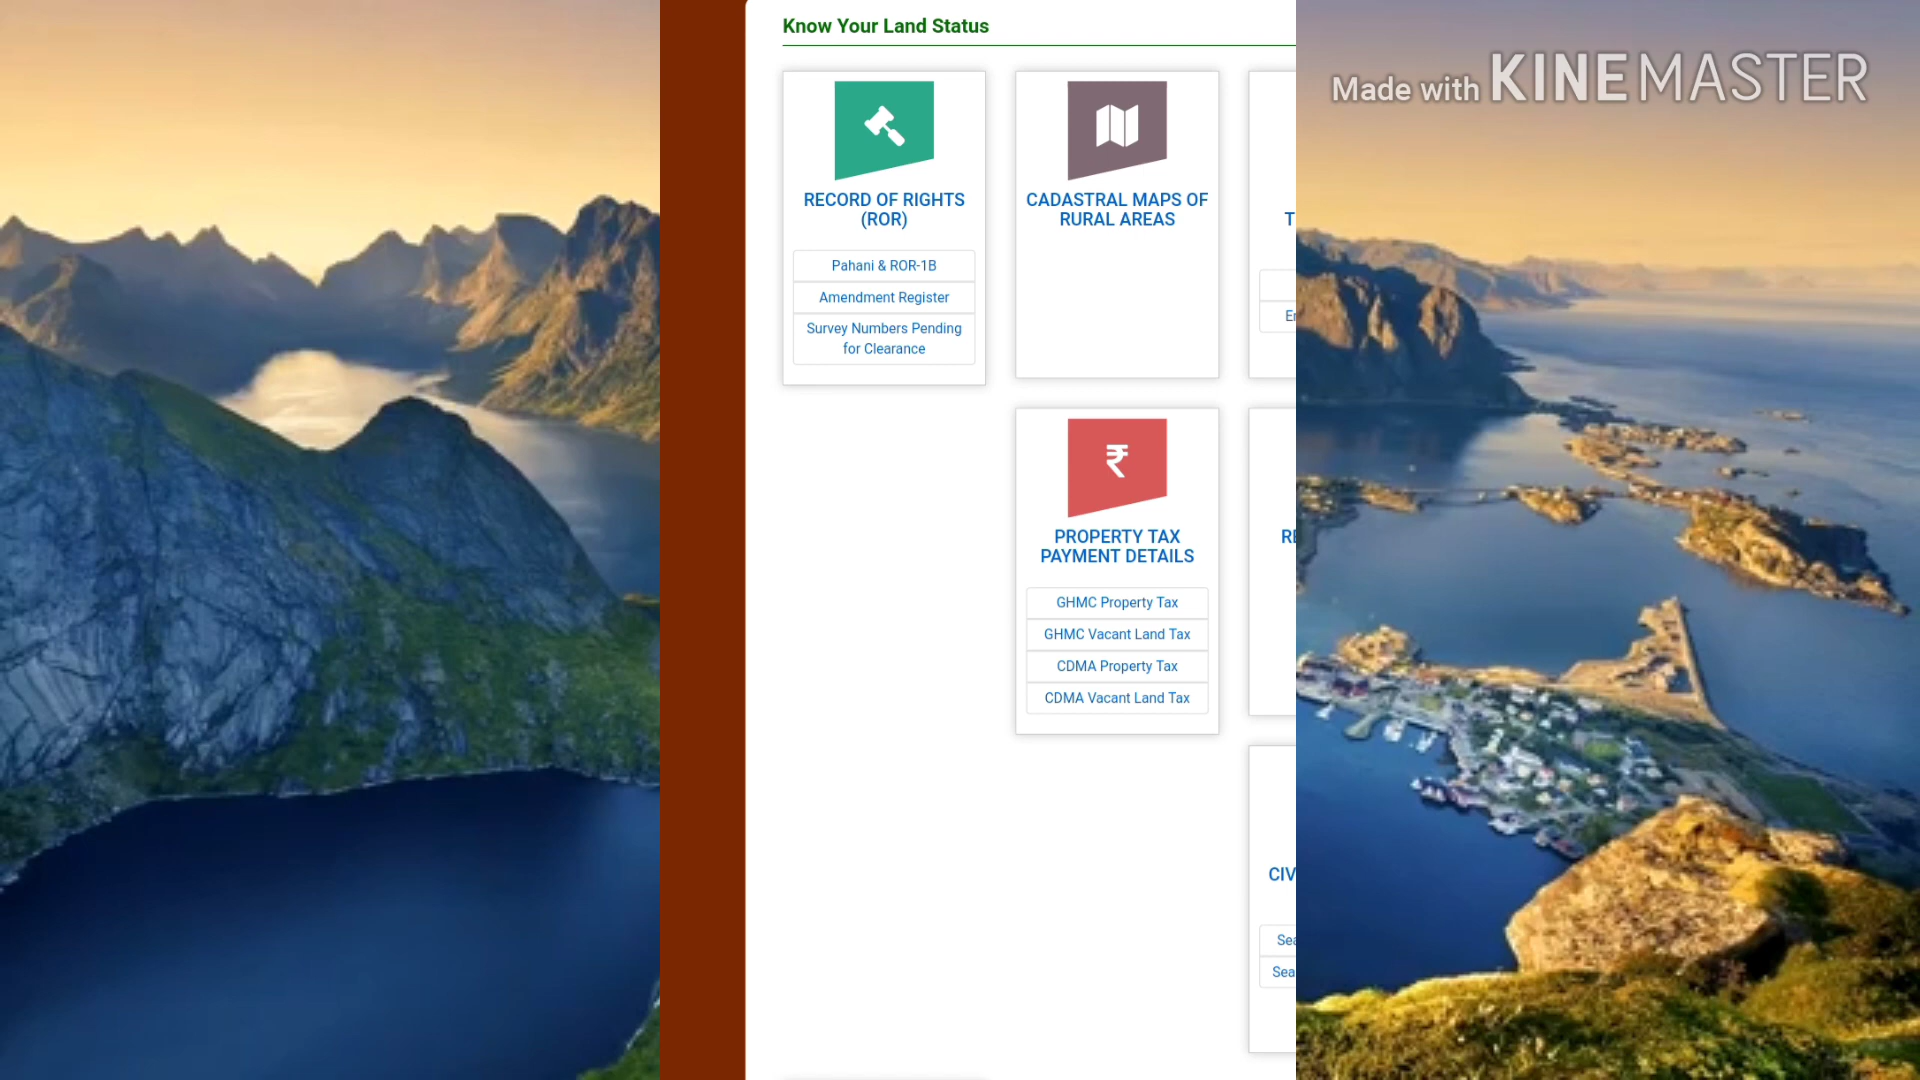 Know Your Land Status
Made with KINEMASTER
RECORD OF RIGHTS
(ROR)
Pahani & ROR-1B
Amendment Register
Survey Numbers Pending
for Clearance
CADASTRAL MAPS OF
RURAL AREAS
PROPERTY TAX
PAYMENT DETAILS
GHMC Property Tax
GHMC Vacant Land Tax
CDMA Property Tax
CDMA Vacant Land Tax